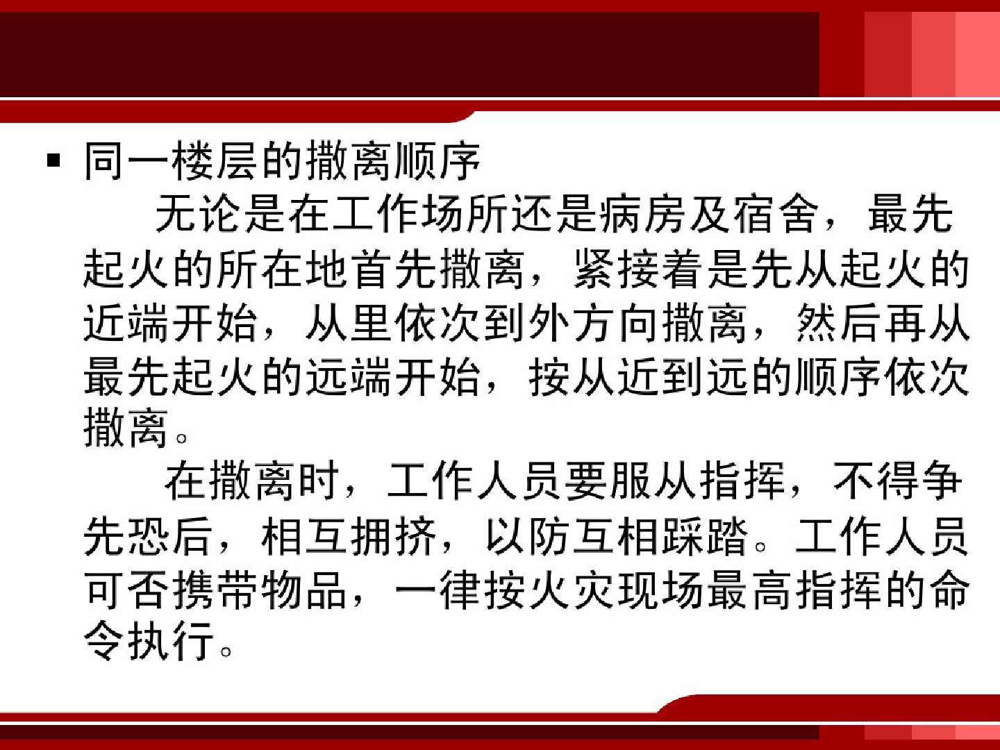 ▪ 同一楼层的撒离顺序
无论是在工作场所还是病房及宿舍，最先
起火的所在地首先撒离，紧接着是先从起火的
近端开始，从里依次到外方向撒离，然后再从
最先起火的远端开始，按从近到远的顺序依次
撒离。
在撒离时，工作人员要服从指挥，不得争
先恐后，相互拥挤，以防互相踩踏。工作人员
可否携带物品，一律按火灾现场最高指挥的命
令执行。